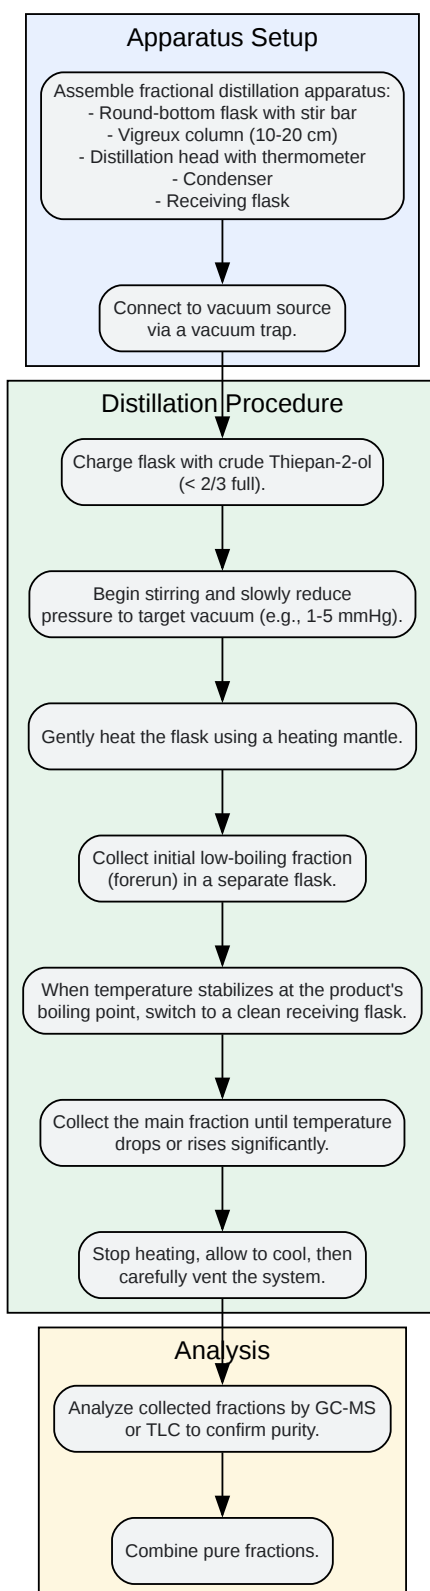 Apparatus Setup
Assemble fractional distillation apparatus:
- Round-bottom flask with stir bar
- Vigreux column (10-20 cm)
- Distillation head with thermometer
- Condenser
- Receiving flask
Connect to vacuum source
via a vacuum trap.
Distillation Procedure
Charge flask with crude Thiepan-2-ol
(< 2/3 full).
Begin stirring and slowly reduce
pressure to target vacuum (e.g., 1-5 mmHg).
Gently heat the flask using a heating mantle.
Collect initial low-boiling fraction
(forerun) in a separate flask.
When temperature stabilizes at the product's
boiling point, switch to a clean receiving flask.
Collect the main fraction until temperature
drops or rises significantly.
Stop heating, allow to cool, then
carefully vent the system.
Analysis
Analyze collected fractions by GC-MS
or TLC to confirm purity.
Combine pure fractions.